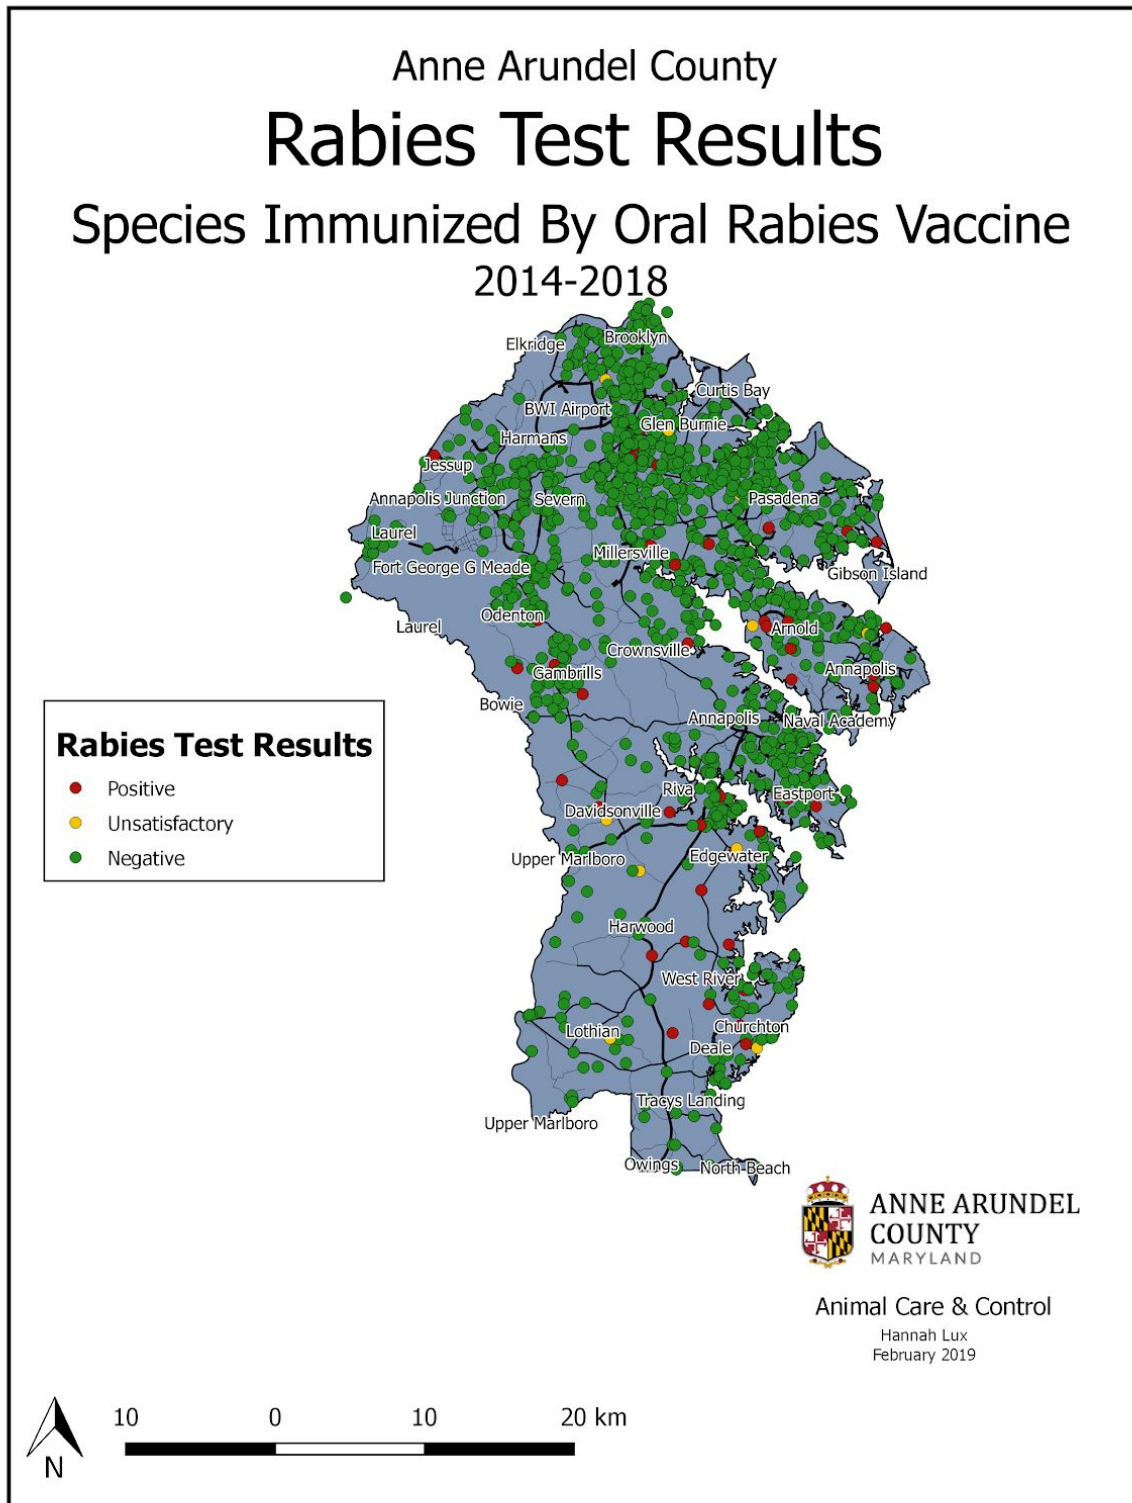 Anne Arundel County
Rabies Test Results
Species Immunized By Oral Rabies Vaccine
2014-2018
Brooklyn
Elkridge
Curtis Bay
BWI Airport
Glen Burnie
Harmans
Jessup
Annapolis Junction
Severn
Pasadena
Laurel
Millersville
Fort George G Meade
Gibson Island
Odenton
Laurel
Arnold
Crownsville
Annapolis
Gambrills
Bowie
Annapolis
Naval Academy
Rabies Test Results
Positive
Unsatisfactory
Negative
Riva
Eastport
Davidsonville
Edgewater
Upper Marlboro
Harwood
West River
Churchton
Lothian
Deale
Tracys Landing
Upper Marlboro
Owings
North Beach
ANNE ARUNDEL
COUNTY
MARYLAND
Animal Care & Control
Hannah Lux
February 2019
10 0 10 20 km
N